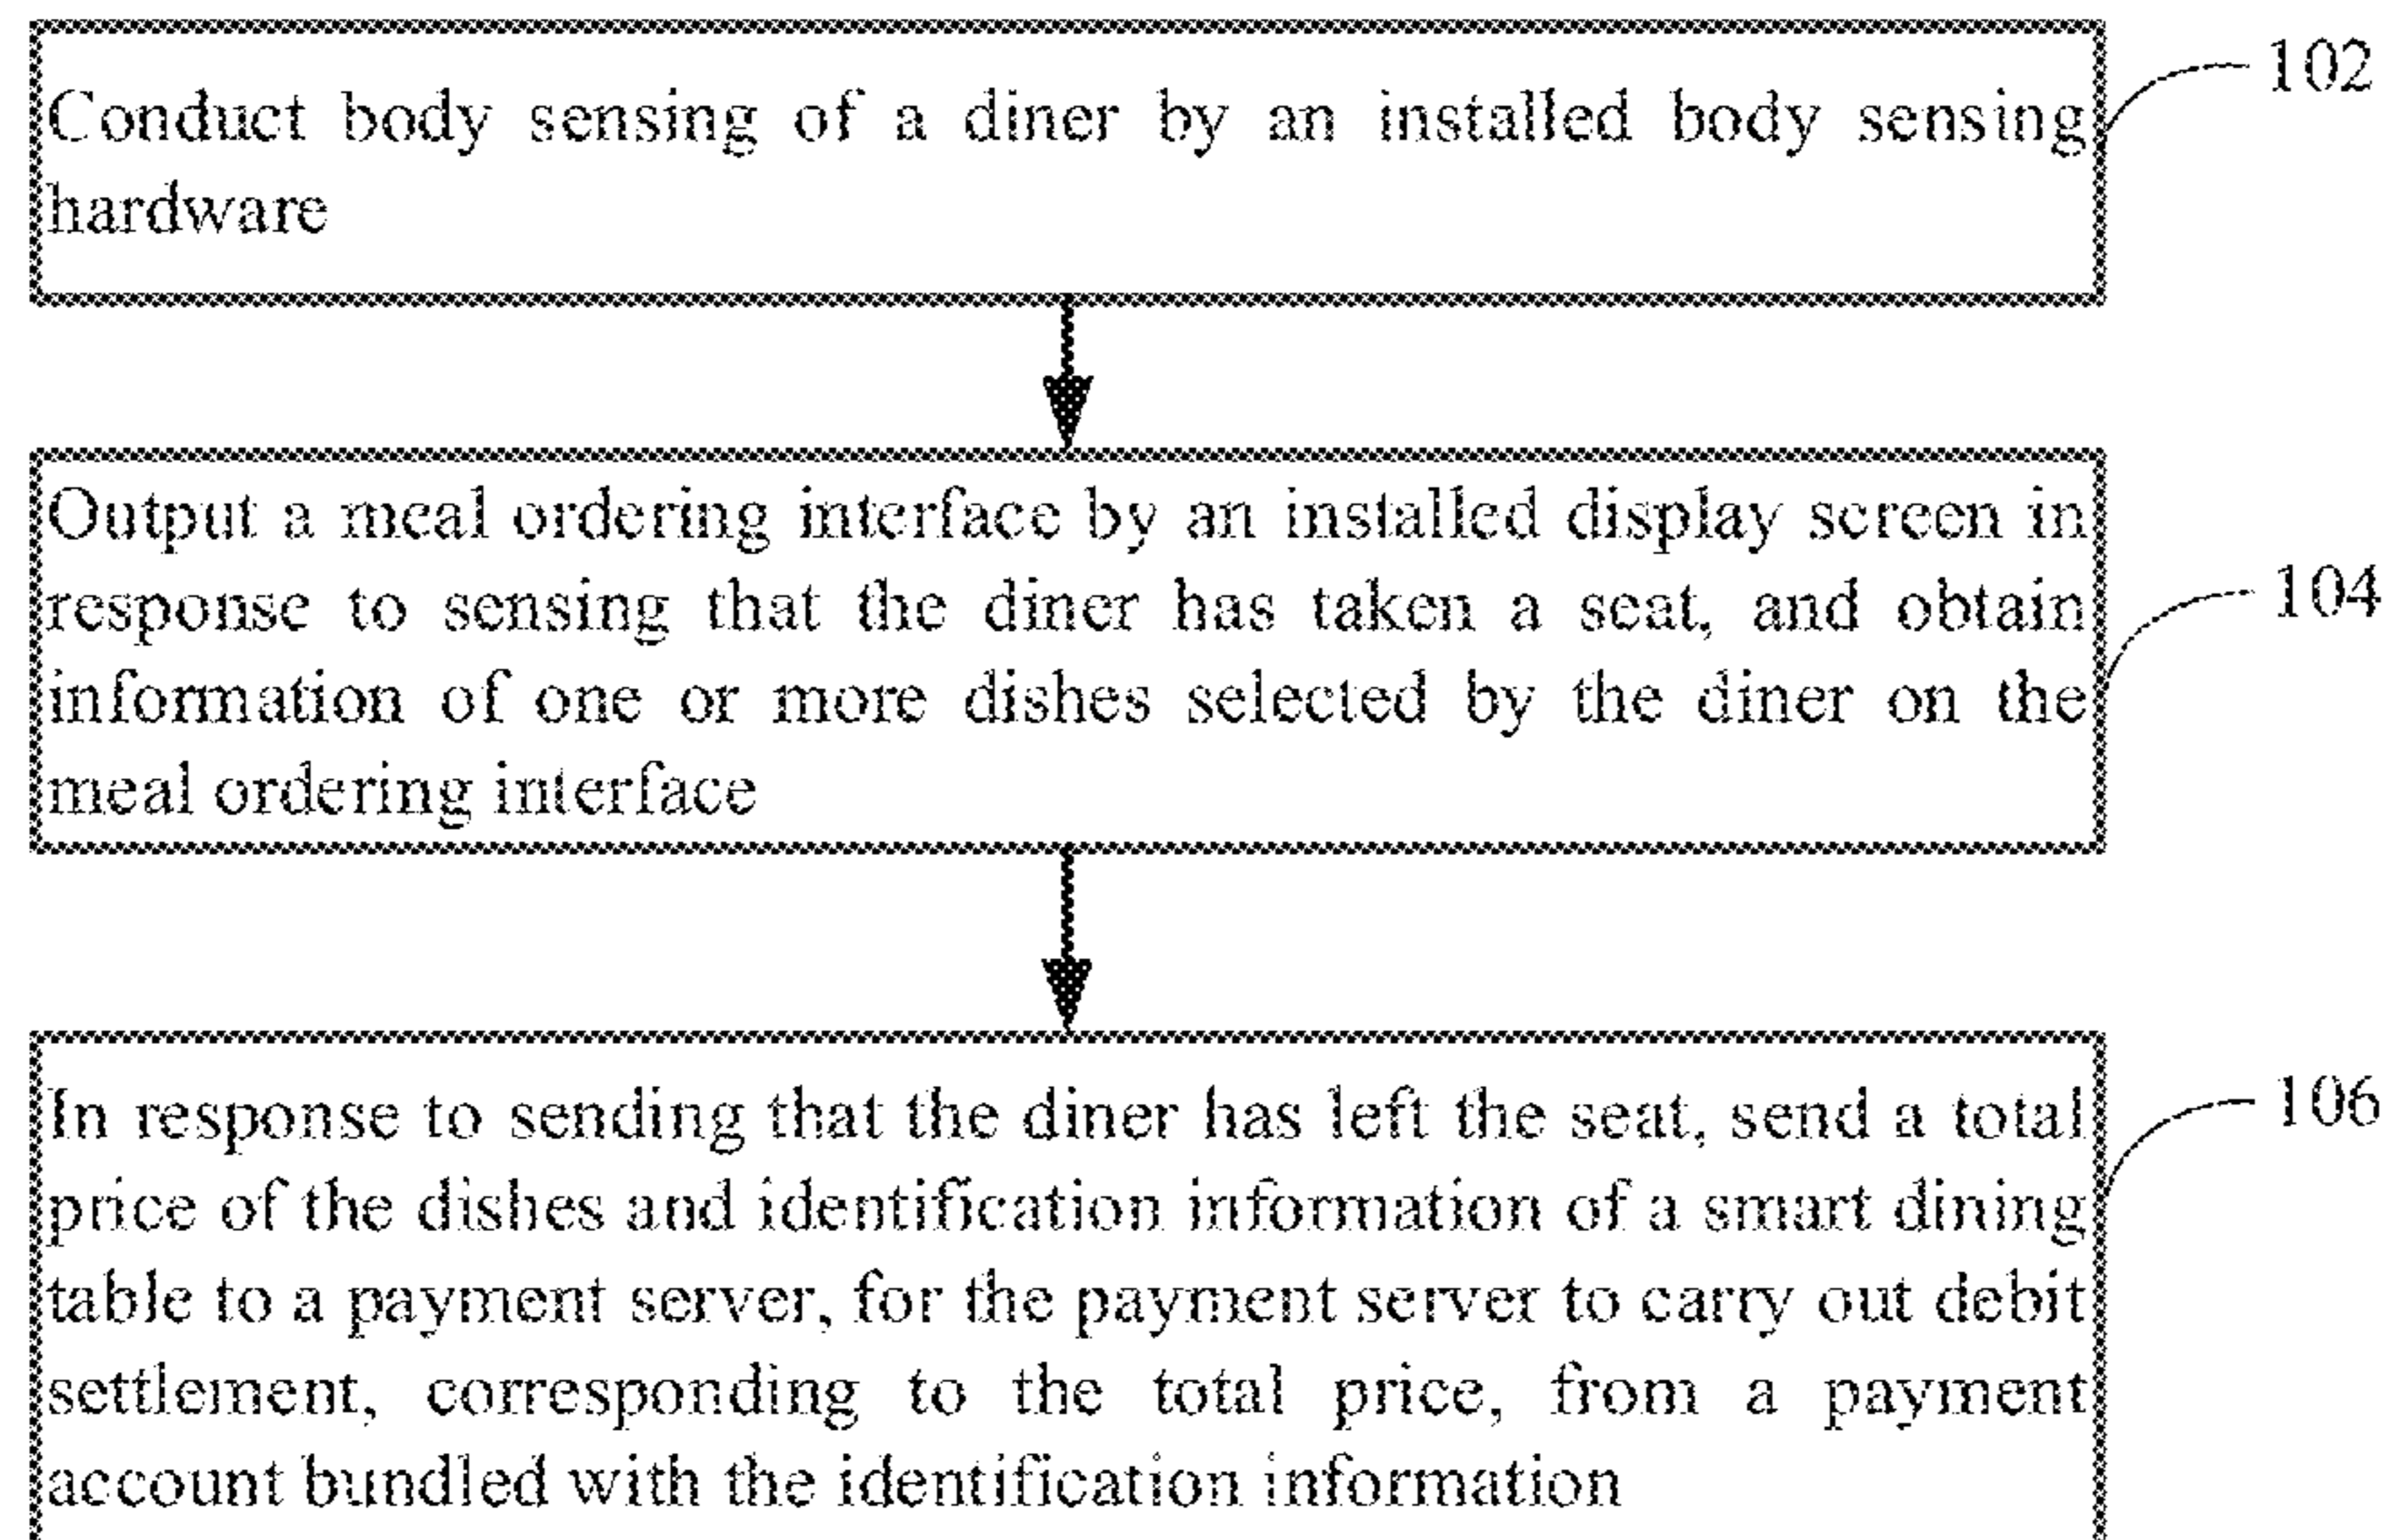 Conduct body sensing of a diner by an installed body sensing
hardware
102
Output a meal ordering interface by an installed display screen in
response to sensing that the diner has taken a seat, and obtain
information of one or more dishes selected by the diner on the
meal ordering interface
104
In response to sending that the diner has left the seat, send a total
price of the dishes and identification information of a smart dining
table to a payment server, for the payment server to carry out debit
settlement, corresponding to the total price, from a payment
account bundled with the identification information
106